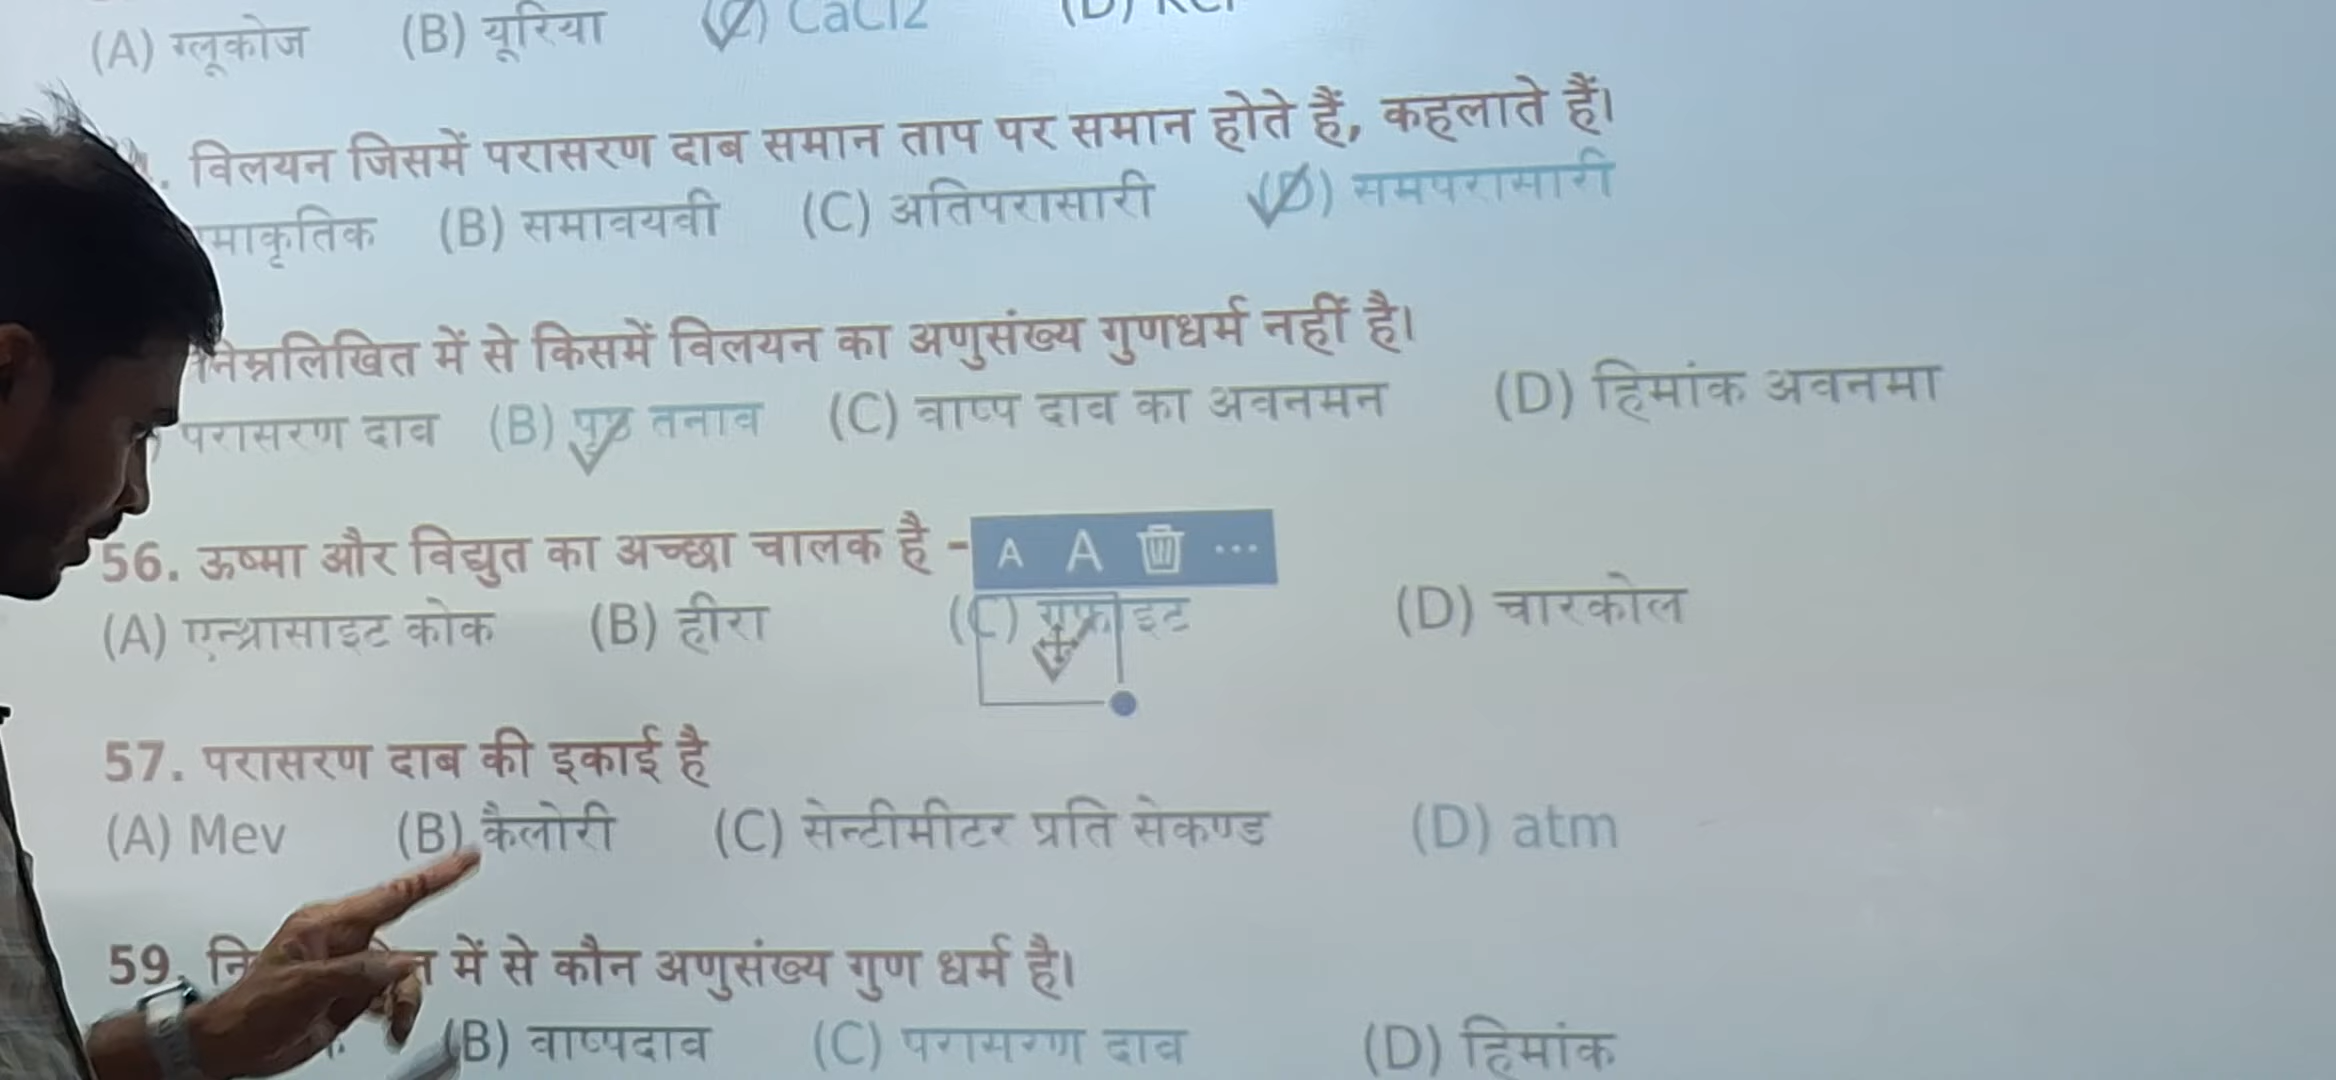 (A) ग्लूकोज (B) यूरिया (C) CaCl2 (D) KCl
. विलयन जिसमें परासरण दाब समान ताप पर समान होते हैं, कहलाते हैं।
माकृतिक (B) समावयवी (C) अतिपरासारी (D) समपरासारी
निम्नलिखित में से किसमें विलयन का अणुसंख्य गुणधर्म नहीं है।
परासरण दाव (B) पृष्ठ तनाव (C) वाष्प दाव का अवनमन (D) हिमांक अवनमा
56. ऊष्मा और विद्युत का अच्छा चालक है -
A A ...
(A) एन्थ्रासाइट कोक (B) हीरा (C) ग्रेफाइट (D) चारकोल
57. परासरण दाब की इकाई है
(A) Mev (B) कैलोरी (C) सेन्टीमीटर प्रति सेकण्ड (D) atm
59. में से कौन अणुसंख्य गुण धर्म है।
(B) वाष्पदाव (C) परासरण दाव (D) हिमांक